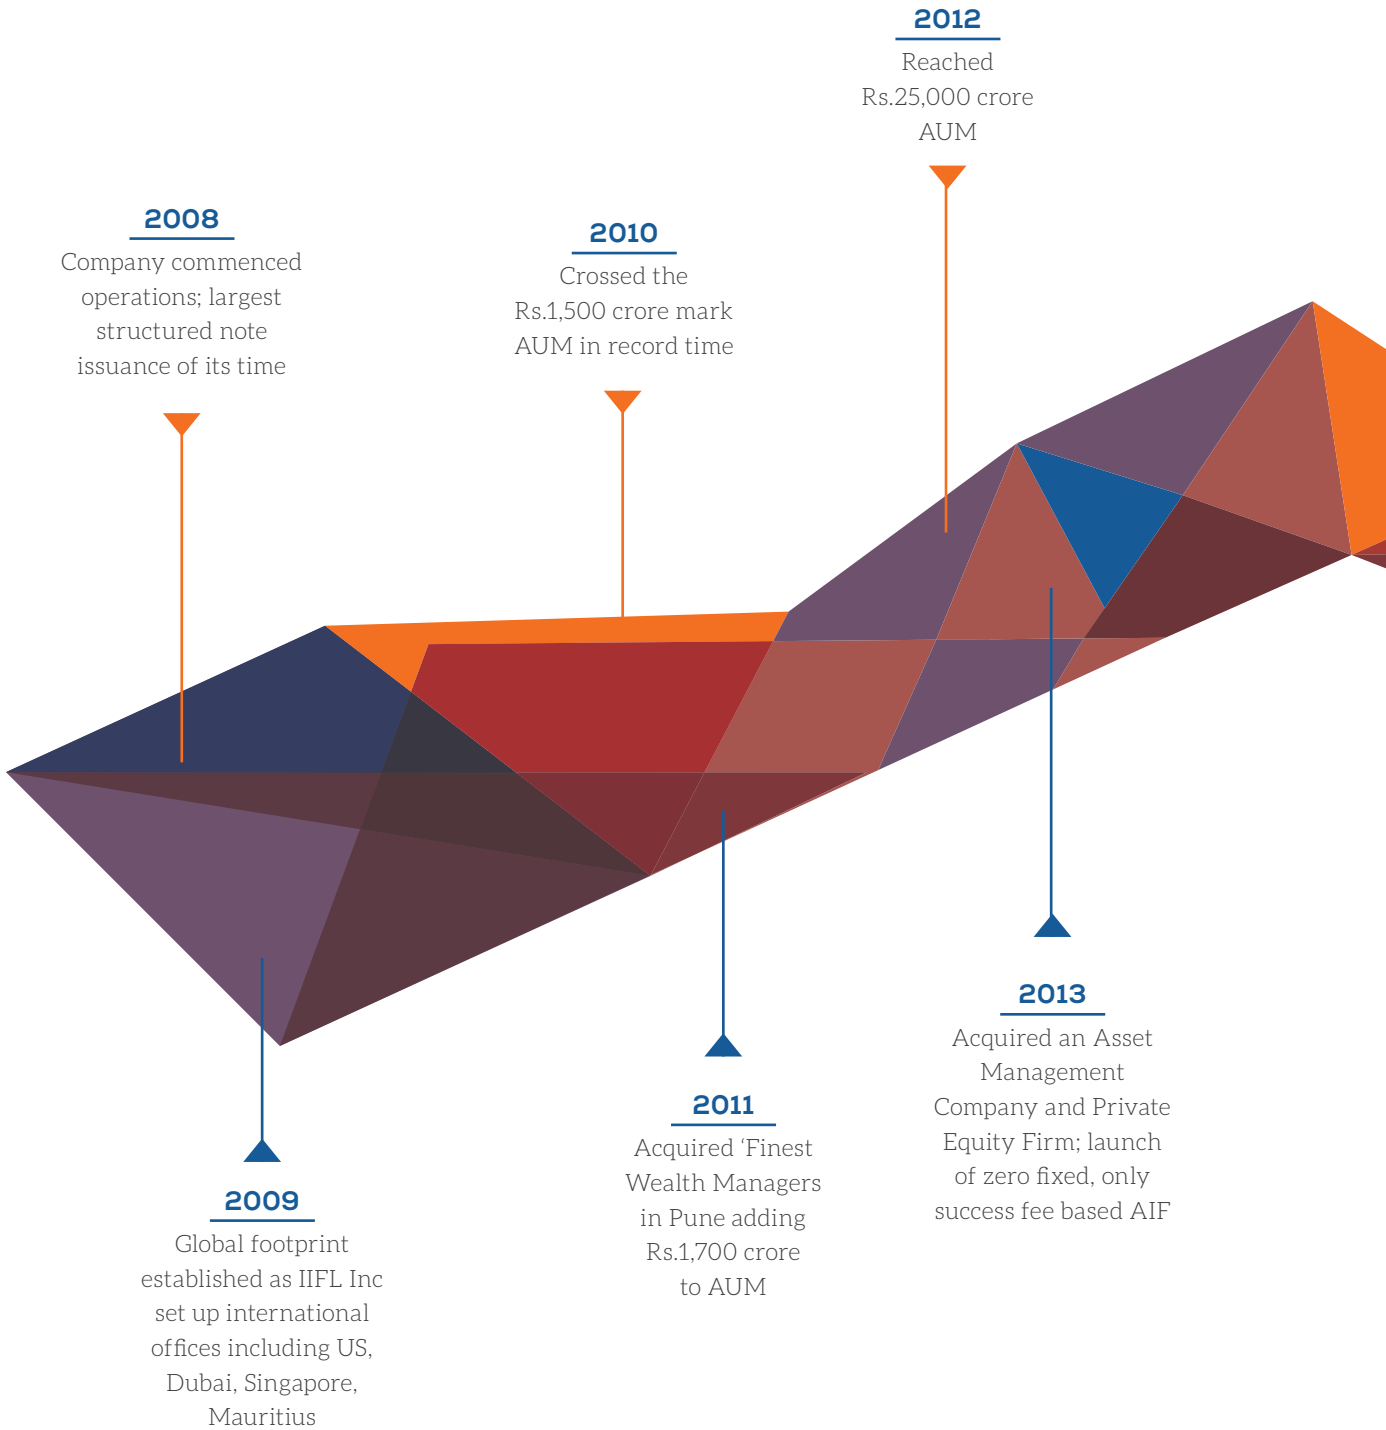 2008
Company commenced
operations; largest
structured note
issuance of its time
2009
Global footprint
established as IIFL Inc
set up international
offices including US,
Dubai, Singapore,
Mauritius
2010
Crossed the
Rs.1,500 crore mark
AUM in record time
2011
Acquired ‘Finest
Wealth Managers
in Pune adding
Rs.1,700 crore
to AUM
2012
Reached
Rs.25,000 crore
AUM
2013
Acquired an Asset
Management
Company and Private
Equity Firm; launch
of zero fixed, only
success fee based AIF